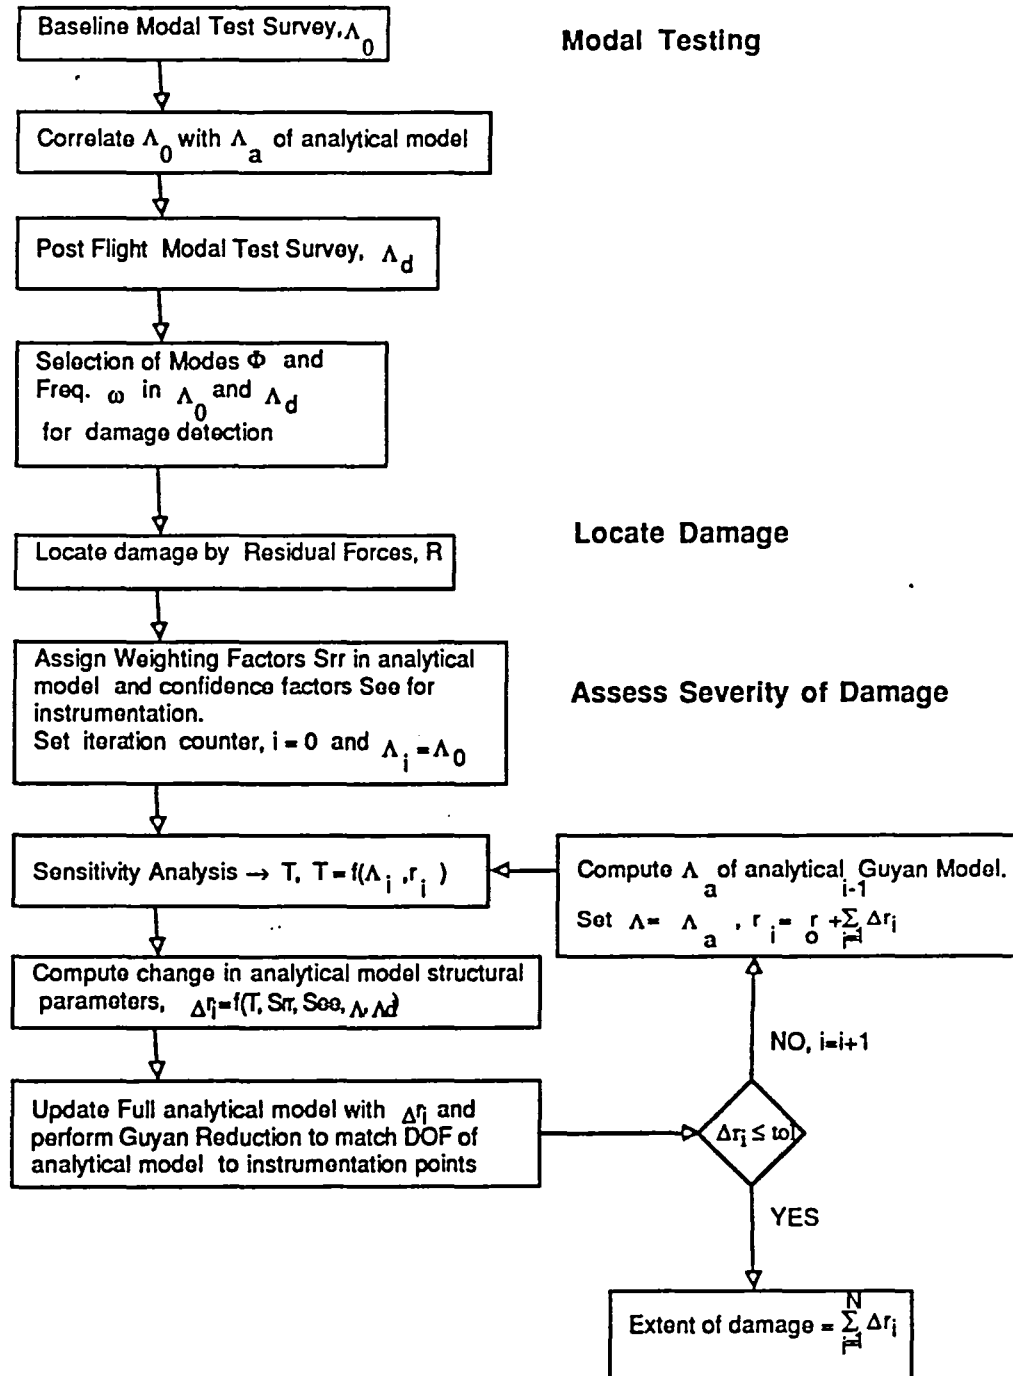 Baseline Modal Test Survey, Λ0
Modal Testing
Correlate Λ0 with Λa of analytical model
Post Flight Modal Test Survey, Λd
Selection of Modes Φ and
Freq. ω in Λ0 and Λd
for damage detection
Locate Damage
Locate damage by Residual Forces, R
Assign Weighting Factors Srr in analytical
model and confidence factors See for
instrumentation.
Set iteration counter, i = 0 and Λi = Λ0
Assess Severity of Damage
Sensitivity Analysis → T, T = f(Λi, ri)
Compute Λa of analytical Guyan Model.
Set Λ = Λa, ri = r0 + i-1 Σ i=1 Δri
Compute change in analytical model structural
parameters, Δri = f(T, Srr, See, Λ, Λd)
NO, i=i+1
Update Full analytical model with Δri and
perform Guyan Reduction to match DOF of
analytical model to instrumentation points
Δri ≤ tol
YES
Extent of damage = N Σ i=1 Δri